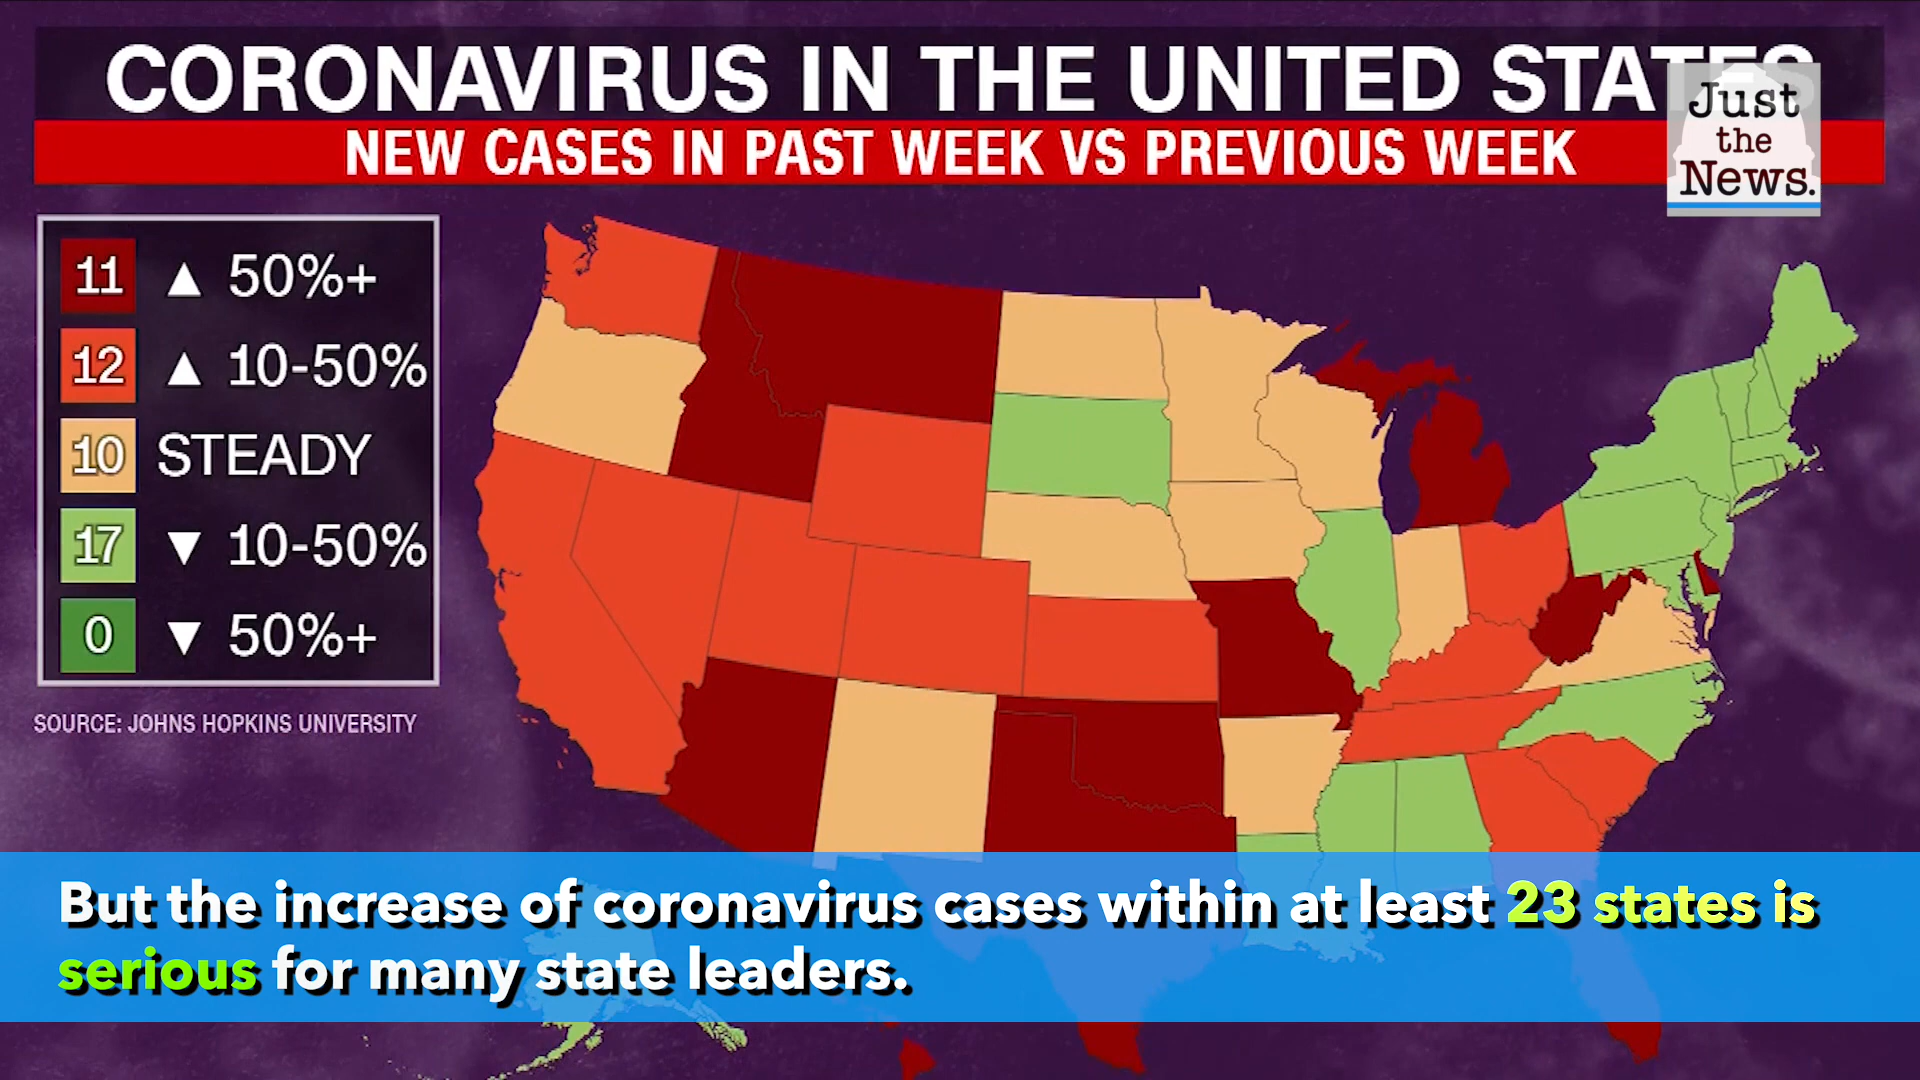 CORONAVIRUS IN THE UNITED STATES
NEW CASES IN PAST WEEK VS PREVIOUS WEEK
Just
the
News.
11 ▲ 50%+
12 ▲ 10-50%
10 STEADY
17 ▼ 10-50%
0 ▼ 50%+
SOURCE: JOHNS HOPKINS UNIVERSITY
But the increase of coronavirus cases within at least 23 states is
serious for many state leaders.